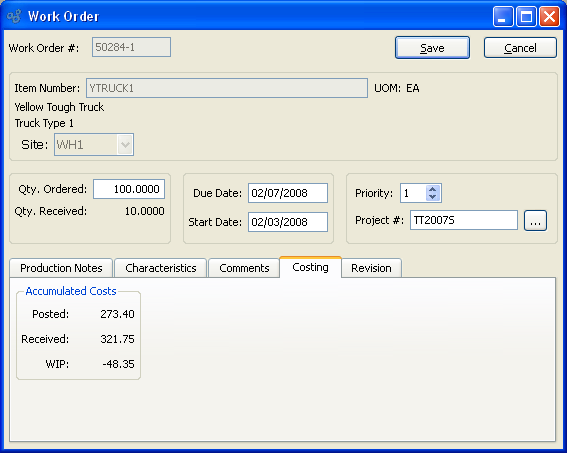 Work Order
Work Order #: 50284-1 Save Cancel
Item Number: YTRUCK1 UOM: EA
Yellow Tough Truck
Truck Type 1
Site: WH1
Qty. Ordered: 100.0000 Due Date: 02/07/2008 Priority: 1
Qty. Received: 10.0000 Start Date: 02/03/2008 Project #: TT2007S ...
Production Notes Characteristics Comments Costing Revision
Accumulated Costs
Posted: 273.40
Received: 321.75
WIP: -48.35